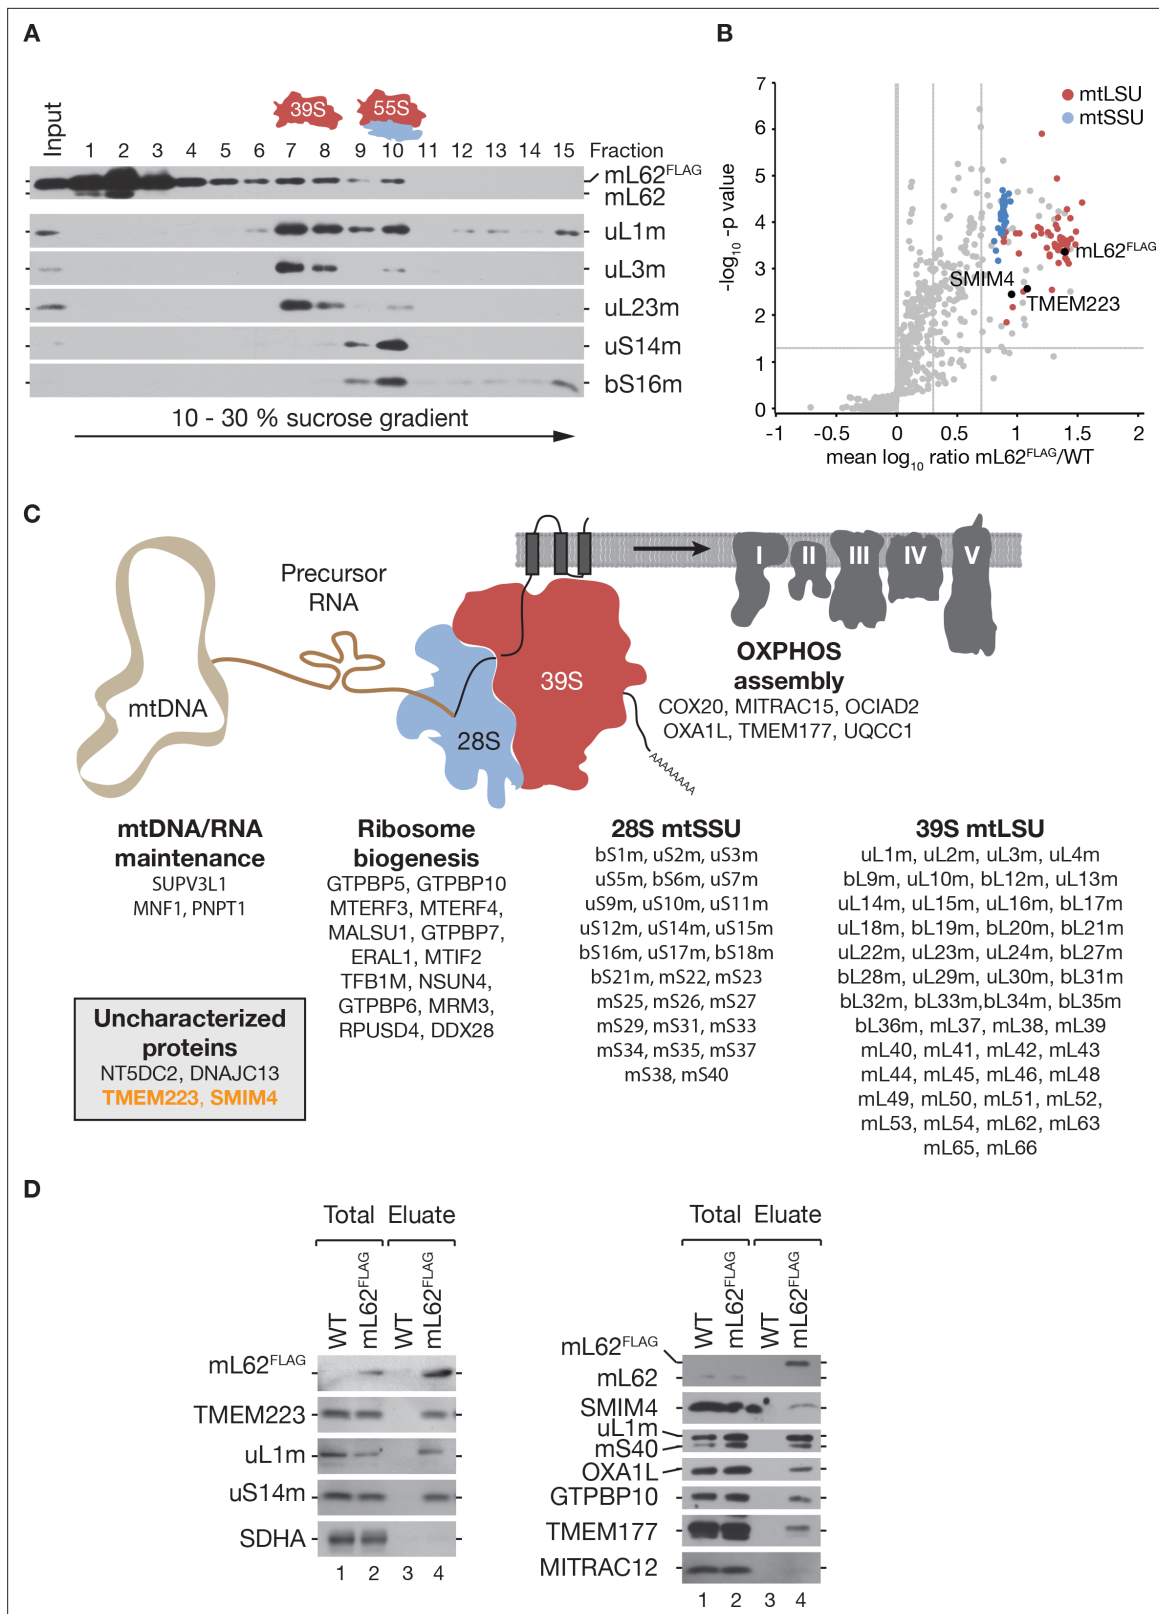 A
39S
55S
Input 1 2 3 4 5 6 7 8 9 10 11 12 13 14 15 Fraction
mL62FLAG
mL62
uL1m
uL3m
uL23m
uS14m
bS16m
10 - 30 % sucrose gradient
B
7
6
5
4
3
2
1
0
-log10 -p value
mtLSU
mtSSU
mL62FLAG
SMIM4
TMEM223
-1 -0.5 0 0.5 1 1.5 2
mean log10 ratio mL62FLAG/WT
C
mtDNA
Precursor
RNA
28S
39S
AAAAAAAA
I II III IV V
OXPHOS
assembly
COX20, MITRAC15, OCIAD2
OXA1L, TMEM177, UQCC1
mtDNA/RNA
maintenance
SUPV3L1
MNF1, PNPT1
Uncharacterized
proteins
NT5DC2, DNAJC13
TMEM223, SMIM4
Ribosome
biogenesis
GTPBP5, GTPBP10
MTERF3, MTERF4,
MALSU1, GTPBP7,
ERAL1, MTIF2
TFB1M, NSUN4,
GTPBP6, MRM3,
RPUSD4, DDX28
28S mtSSU
bS1m, uS2m, uS3m
uS5m, bS6m, uS7m
uS9m, uS10m, uS11m
uS12m, uS14m, uS15m
bS16m, uS17m, bS18m
bS21m, mS22, mS23
mS25, mS26, mS27
mS29, mS31, mS33
mS34, mS35, mS37
mS38, mS40
39S mtLSU
uL1m, uL2m, uL3m, uL4m
bL9m, uL10m, bL12m, uL13m
uL14m, uL15m, uL16m, bL17m
uL18m, bL19m, bL20m, bL21m
uL22m, uL23m, uL24m, bL27m
bL28m, uL29m, uL30m, bL31m
bL32m, bL33m,bL34m, bL35m
bL36m, mL37, mL38, mL39
mL40, mL41, mL42, mL43
mL44, mL45, mL46, mL48
mL49, mL50, mL51, mL52,
mL53, mL54, mL62, mL63
mL65, mL66
D
Total Eluate
WT mL62FLAG WT mL62FLAG
mL62FLAG
TMEM223
uL1m
uS14m
SDHA
1 2 3 4
Total Eluate
WT mL62FLAG WT mL62FLAG
mL62FLAG
mL62
SMIM4
uL1m
mS40
OXA1L
GTPBP10
TMEM177
MITRAC12
1 2 3 4